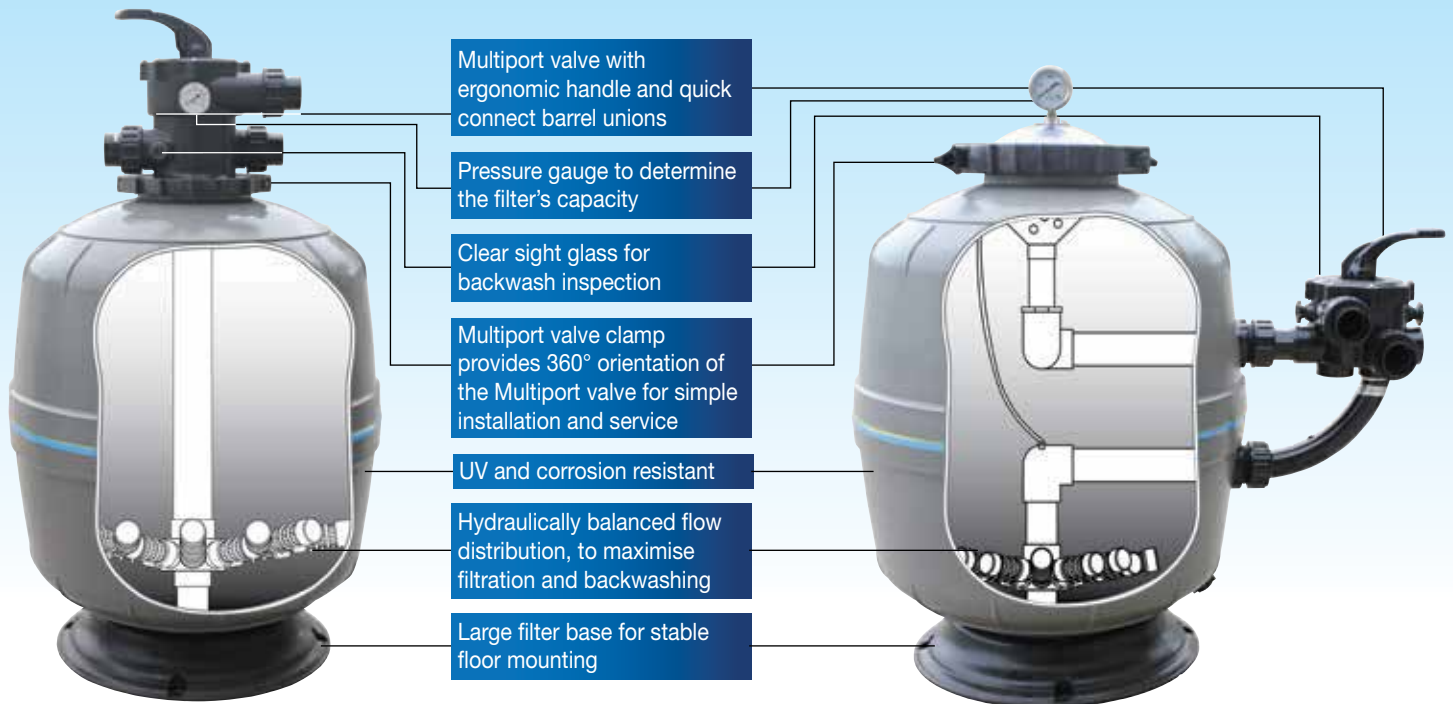 Multiport valve with
ergonomic handle and quick
connect barrel unions
Pressure gauge to determine
the filter's capacity
Clear sight glass for
backwash inspection
Multiport valve clamp
provides 360° orientation of
the Multiport valve for simple
installation and service
UV and corrosion resistant
Hydraulically balanced flow
distribution, to maximise
filtration and backwashing
Large filter base for stable
floor mounting